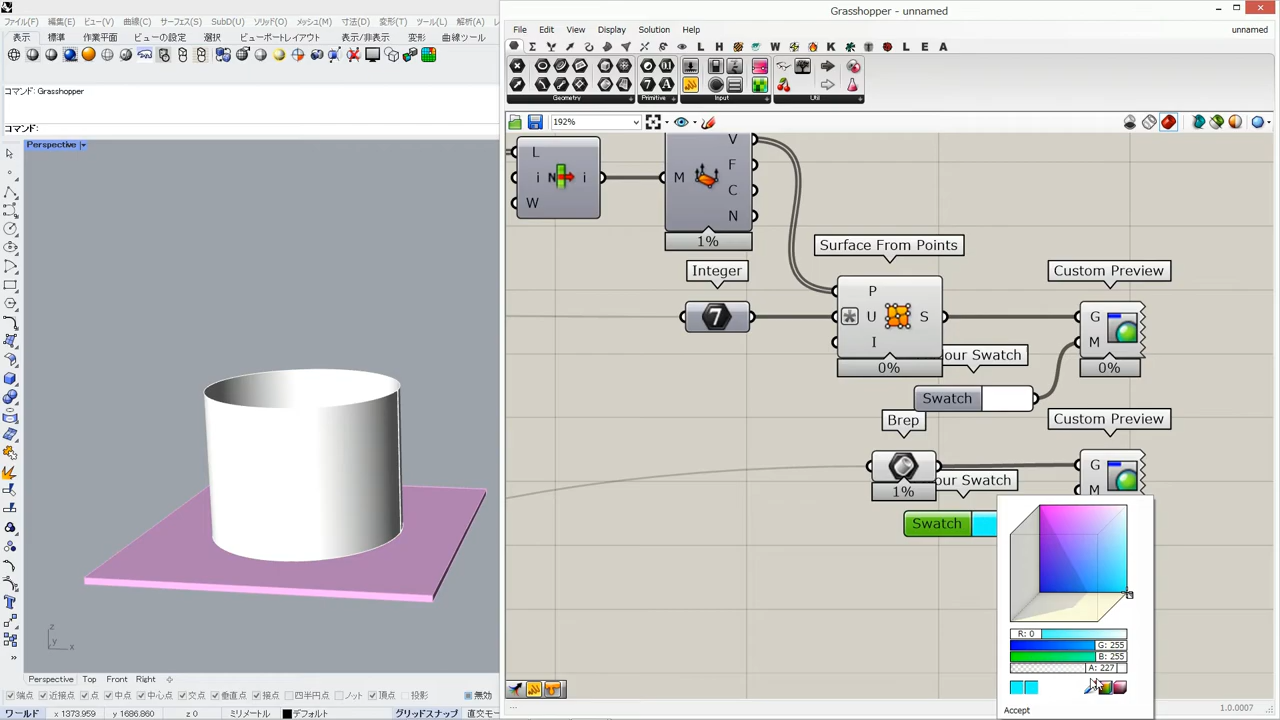 Grasshopper - unnamed
ファイル(F) 編集(E) ビュー(V) 曲線(C) サーフェス(S) SubD(U) ソリッド(O) メッシュ(M) 寸法(D) 変形(T) ツール(L) 解析(A)
File Edit View Display Solution Help
unnamed
表示 標準 作業平面 ビューの設定 選択 ビューポートレイアウト 表示/非表示 変形 曲線ツール
L H W K L E A
コマンド: Grasshopper
Geometry Primitive Input Util
コマンド:
192%
Perspective
L
i N i
W
M
V
F
C
N
1%
Surface From Points
Integer
Custom Preview
7
P
U S
I
0%
G
M
0%
our Swatch
Swatch
Brep
Custom Preview
1%
G
M
our Swatch
Swatch
R: 0
G: 255
B: 255
A: 227
Accept
z
y x
Perspective Top Front Right
端点 近接点 点 中点 中心点 交点 垂直点 接点 四半円点 ノット 頂点 投影 無効
ワールド x 1373.959 y 1686.860 z 0 ミリメートル デフォルト グリッドスナップ 直交モー
1.0.0007